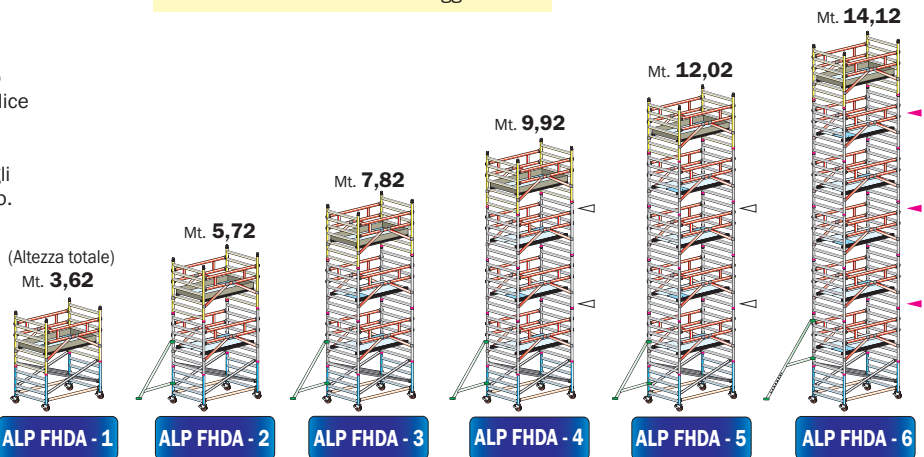 dice
gli
o.
(Altezza totale)
Mt. 3,62
Mt. 5,72
Mt. 7,82
Mt. 9,92
Mt. 12,02
Mt. 14,12
ALP FHDA - 1
ALP FHDA - 2
ALP FHDA - 3
ALP FHDA - 4
ALP FHDA - 5
ALP FHDA - 6